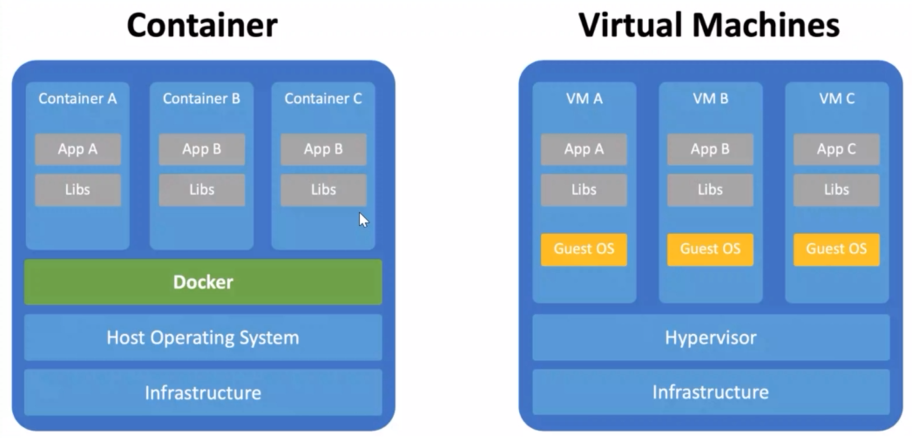 Container
Container A
App A
Libs
Container B
App B
Libs
Container C
App B
Libs
Docker
Host Operating System
Infrastructure
Virtual Machines
VM A
App A
Libs
Guest OS
VM B
App B
Libs
Guest OS
VM C
App C
Libs
Guest OS
Hypervisor
Infrastructure